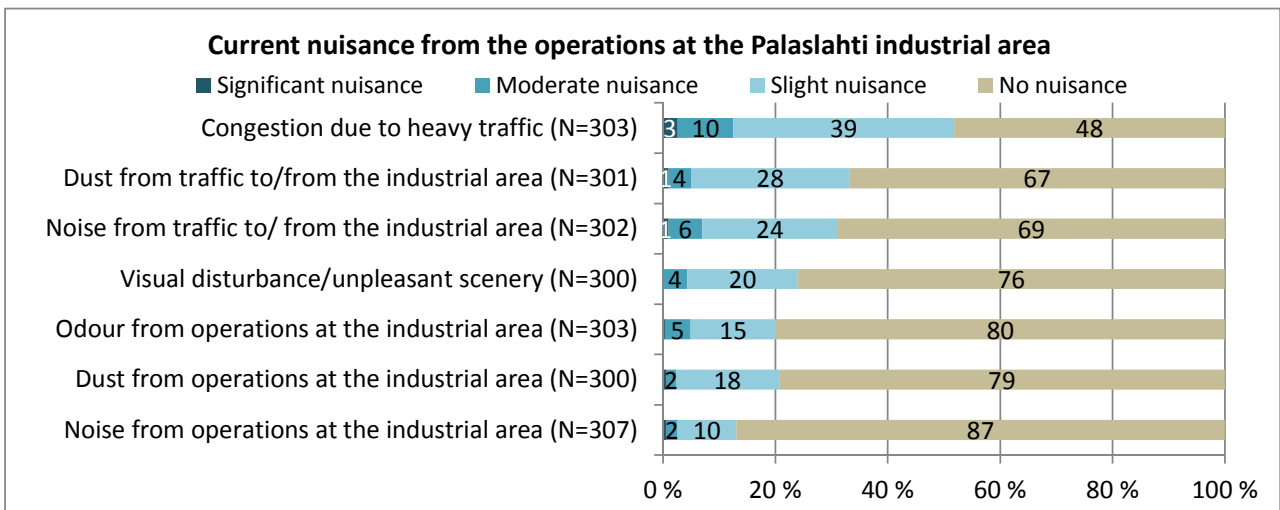 Current nuisance from the operations at the Palaslahti industrial area
Significant nuisance Moderate nuisance Slight nuisance No nuisance
Congestion due to heavy traffic (N=303) 3 10 39 48
Dust from traffic to/from the industrial area (N=301) 1 4 28 67
Noise from traffic to/ from the industrial area (N=302) 1 6 24 69
Visual disturbance/unpleasant scenery (N=300) 4 20 76
Odour from operations at the industrial area (N=303) 5 15 80
Dust from operations at the industrial area (N=300) 2 18 79
Noise from operations at the industrial area (N=307) 2 10 87
0 % 20 % 40 % 60 % 80 % 100 %